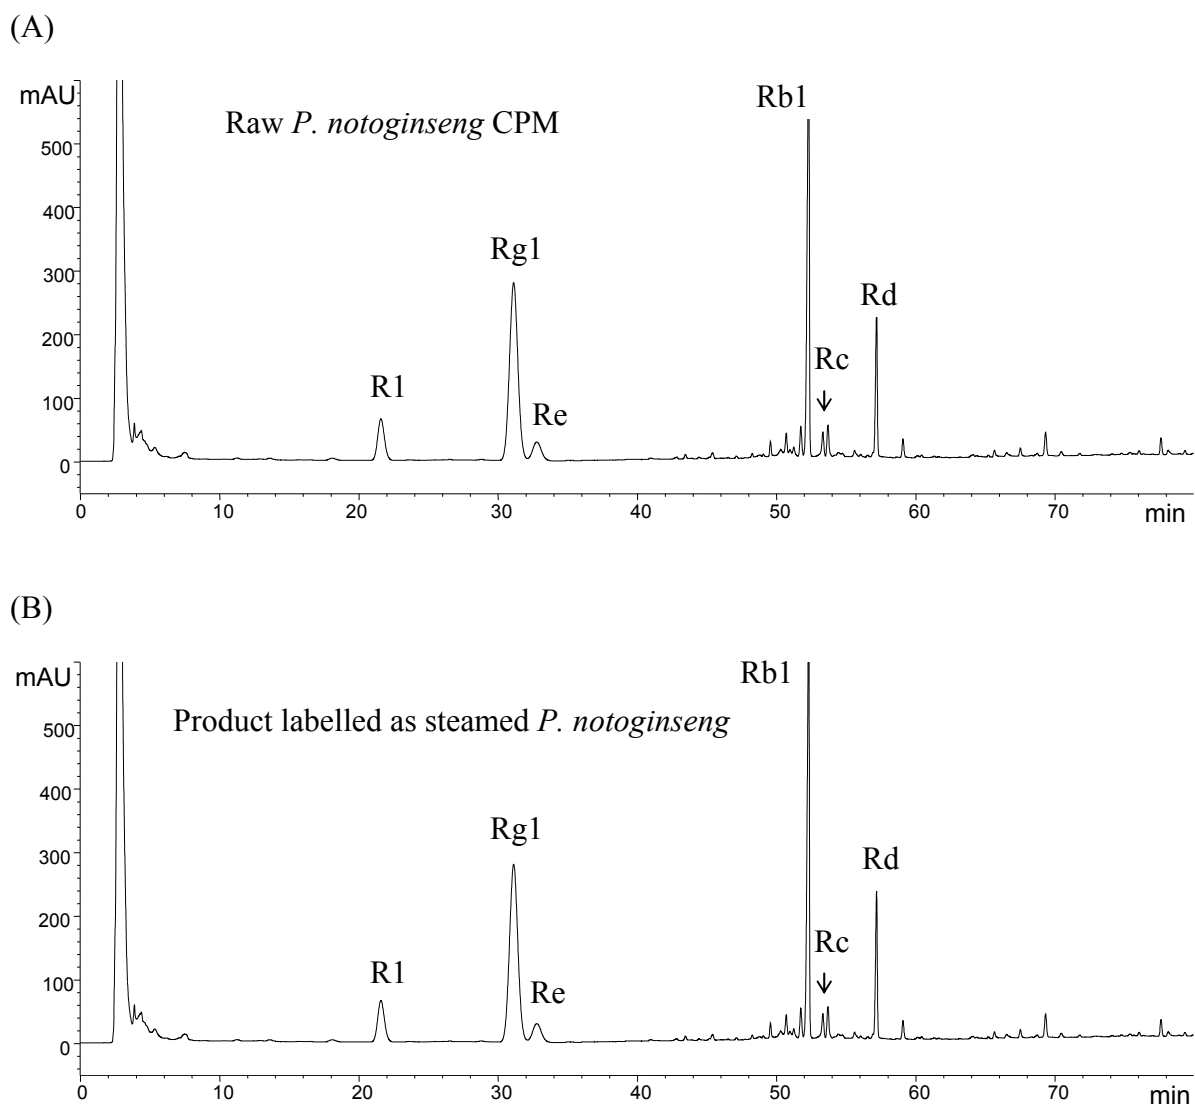 (A)
mAU
Raw P. notoginseng CPM
Rb1
500
400
Rg1
300
Rd
200
R1
Rc
Re
100
0
0 10 20 30 40 50 60 70 min
(B)
mAU
Rb1
Product labelled as steamed P. notoginseng
500
400
Rg1
300
Rd
200
R1
Rc
Re
100
0
0 10 20 30 40 50 60 70 min